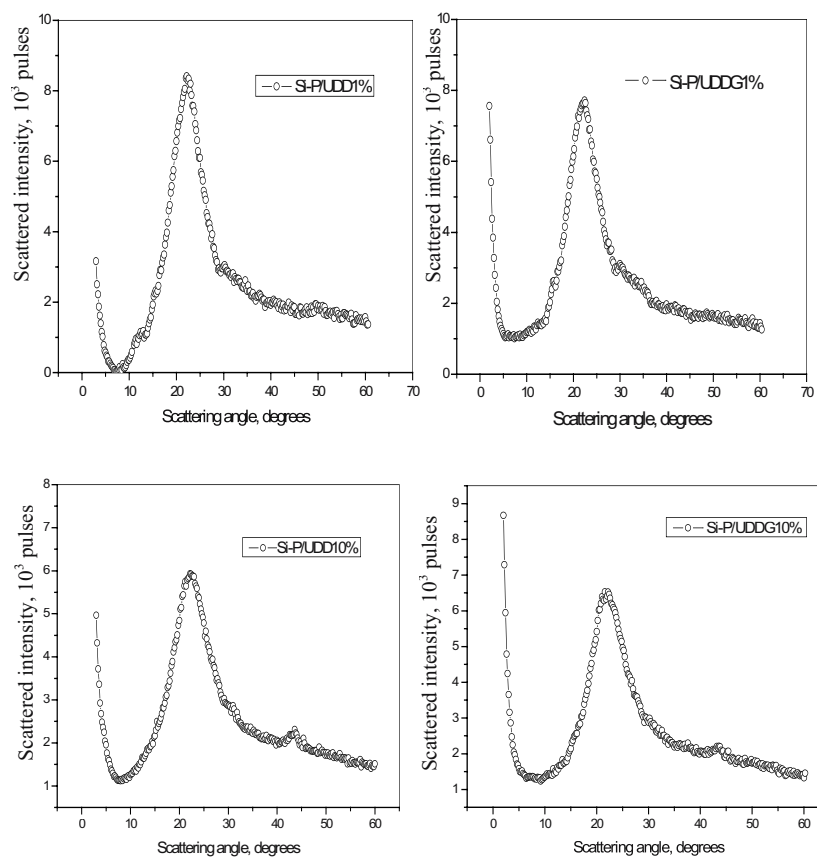 10
8
6
4
2
0
Scattered intensity, 10³ pulses
Si-P/UDD1%
-10 0 10 20 30 40 50 60 70
Scattering angle, degrees
10
8
6
4
2
0
Scattered intensity, 10³ pulses
Si-P/UDDG1%
0 10 20 30 40 50 60 70
Scattering angle, degrees
8
7
6
5
4
3
2
1
Scattered intensity, 10³ pulses
Si-P/UDD10%
0 10 20 30 40 50 60
Scattering angle, degrees
9
8
7
6
5
4
3
2
1
Scattered intensity, 10³ pulses
Si-P/UDDG10%
0 10 20 30 40 50 60
Scattering angle, degrees